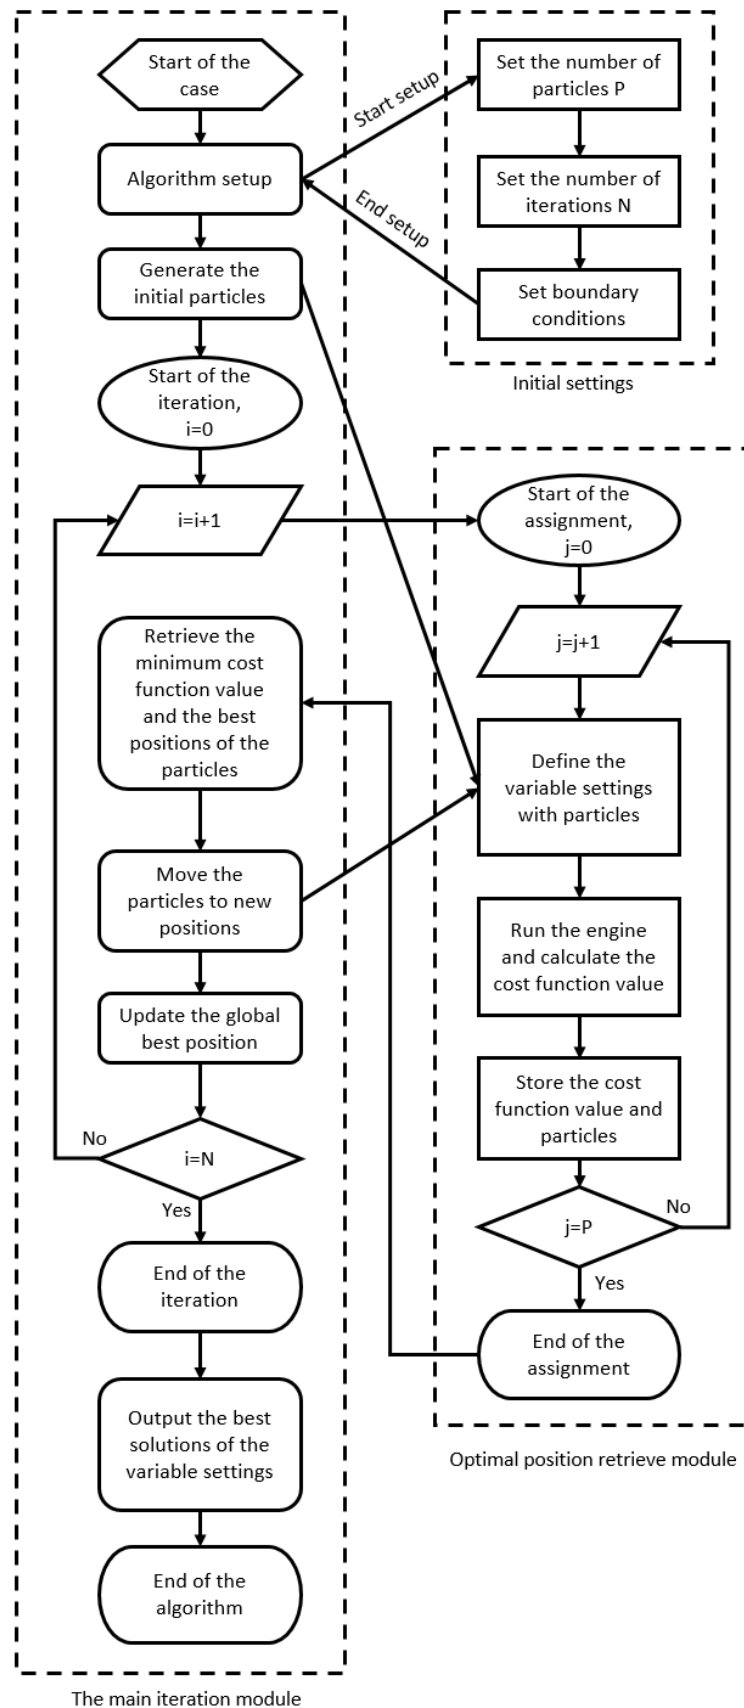 Start of the
case
Algorithm setup
Generate the
initial particles
Start of the
iteration,
i=0
i=i+1
Retrieve the
minimum cost
function value
and the best
positions of the
particles
Move the
particles to new
positions
Update the global
best position
No
i=N
Yes
End of the
iteration
Output the best
solutions of the
variable settings
End of the
algorithm
The main iteration module
Start setup
End setup
Set the number of
particles P
Set the number of
iterations N
Set boundary
conditions
Initial settings
Start of the
assignment,
j=0
j=j+1
Define the
variable settings
with particles
Run the engine
and calculate the
cost function value
Store the cost
function value and
particles
j=P
No
Yes
End of the
assignment
Optimal position retrieve module